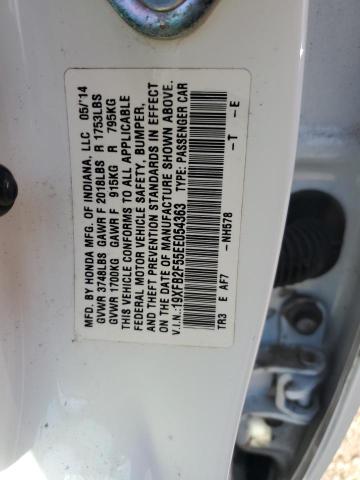 MFD. BY HONDA MFG. OF INDIANA, LLC 05/'14
GVWR 3748LBS GAWR F 2018LBS R 1753LBS
GVWR 1700KG GAWR F 915KG R 795KG
THIS VEHICLE CONFORMS TO ALL APPLICABLE
FEDERAL MOTOR VEHICLE SAFETY, BUMPER,
AND THEFT PREVENTION STANDARDS IN EFFECT
ON THE DATE OF MANUFACTURE SHOWN ABOVE.
V.I.N.:19XFB2F55EE054363 TYPE: PASSENGER CAR
TR3 E AF7 -NH578 -T -E